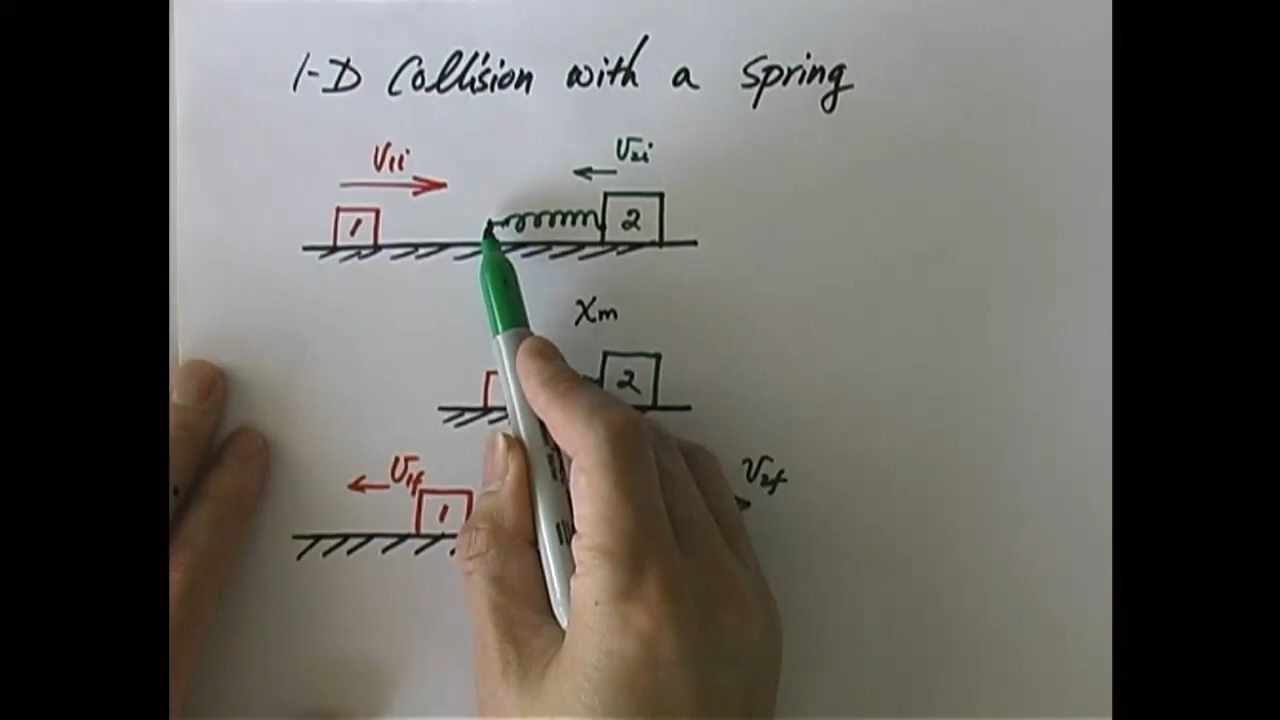 1-D Collision with a spring
V1i V2i
1 2
Xm
2
V1f V2f
1